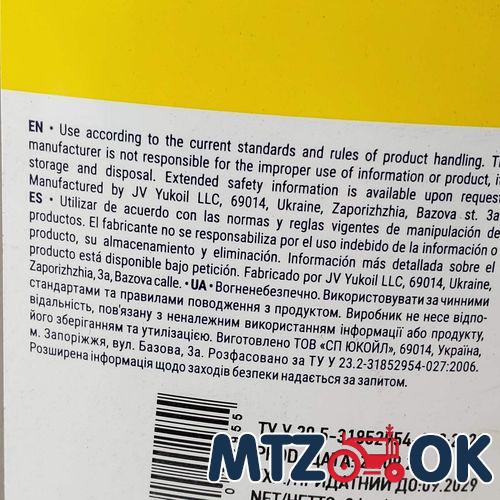 EN • Use according to the current standards and rules of product handling.
manufacturer is not responsible for the improper use of information or product,
storage and disposal. Extended safety information is available upon request
Manufactured by JV Yukoil LLC, 69014, Ukraine, Zaporizhzhia, Bazova st. 3a
ES • Utilizar de acuerdo con las normas y reglas vigentes de manipulación de
productos. El fabricante no se responsabiliza por el uso indebido de la información o
producto, su almacenamiento y eliminación. Información más detallada sobre el
producto está disponible bajo petición. Fabricado por JV Yukoil LLC, 69014, Ukraine,
Zaporizhzhia, 3a, Bazova calle. • UA • Вогненебезпечно. Використовувати за чинними
стандартами та правилами поводження з продуктом. Виробник не несе відпо-
відальність, пов'язану з неналежним використанням інформації або продукту,
його зберіганням та утилізацією. Виготовлено ТОВ «СП ЮКОЙЛ», 69014, Україна,
м. Запоріжжя, вул. Базова, 3а. Розфасовано за ТУ У 23.2-31852954-027:2006.
Розширена інформація щодо заходів безпеки надається за запитом.
ТУ У 20.5-31852954
ДО:09.2029
MTZ OK